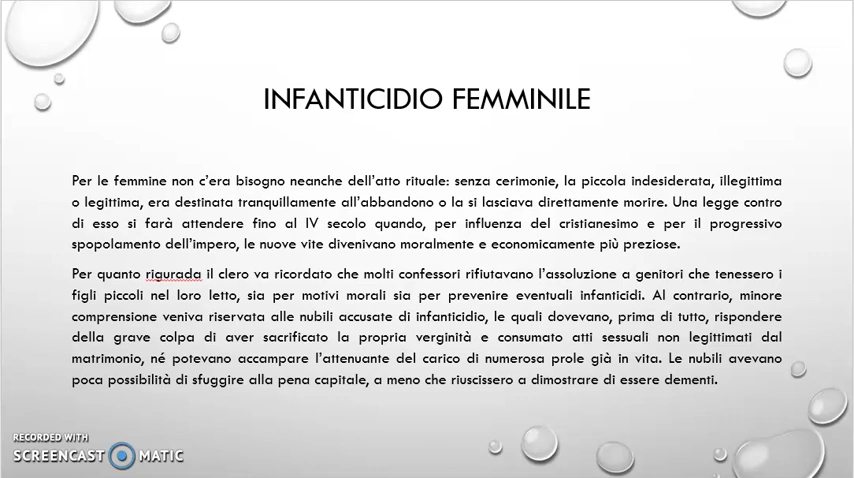 INFANTICIDIO FEMMINILE
Per le femmine non c'era bisogno neanche dell'atto rituale: senza cerimonie, la piccola indesiderata, illegittima
o legittima, era destinata tranquillamente all'abbandono o la si lasciava direttamente morire. Una legge contro
di esso si farà attendere fino al IV secolo quando, per influenza del cristianesimo e per il progressivo
spopolamento dell'impero, le nuove vite divenivano moralmente e economicamente più preziose.
Per quanto rigurada il clero va ricordato che molti confessori rifiutavano l'assoluzione a genitori che tenessero i
figli piccoli nel loro letto, sia per motivi morali sia per prevenire eventuali infanticidi. Al contrario, minore
comprensione veniva riservata alle nubili accusate di infanticidio, le quali dovevano, prima di tutto, rispondere
della grave colpa di aver sacrificato la propria verginità e consumato atti sessuali non legittimati dal
matrimonio, né potevano accampare l'attenuante del carico di numerosa prole già in vita. Le nubili avevano
poca possibilità di sfuggire alla pena capitale, a meno che riuscissero a dimostrare di essere dementi.
RECORDED WITH
SCREENCAST MATIC